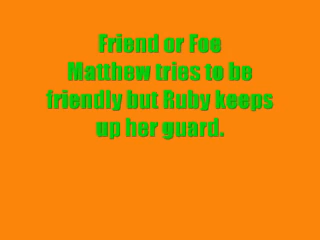 Friend or Foe
Matthew tries to be
friendly but Ruby keeps
up her guard.